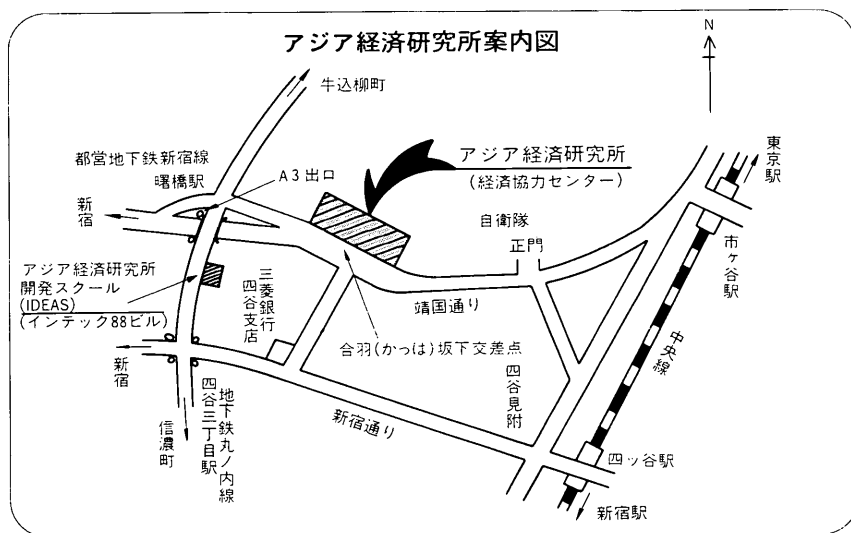 アジア経済研究所案内図
N
牛込柳町
東京駅
都営地下鉄新宿線
曙橋駅
A3出口
アジア経済研究所
(経済協力センター)
新宿
自衛隊
正門
市ヶ谷駅
アジア経済研究所
開発スクール
(IDEAS)
(インテック88ビル)
三菱銀行
四谷支店
靖国通り
中央線
合羽(かっは)坂下交差点
新宿
四谷見附
新宿通り
信濃町
地下鉄丸ノ内線
四谷三丁目駅
四ッ谷駅
新宿駅